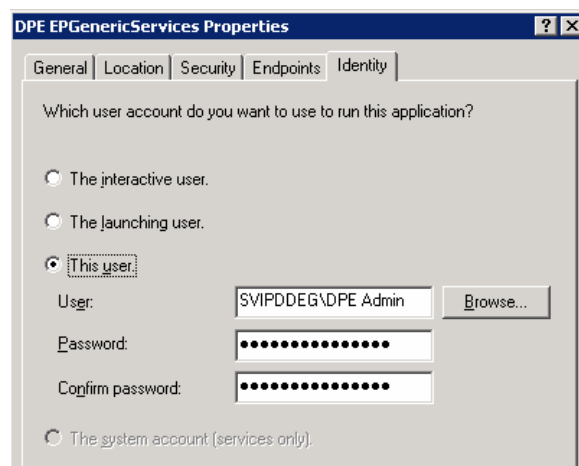 DPE EPGenericServices Properties
General Location Security Endpoints Identity
Which user account do you want to use to run this application?
The interactive user.
The launching user.
This user.
User: SVIPDDEG\DPE Admin Browse...
Password: ●●●●●●●●●●●●●●●
Confirm password: ●●●●●●●●●●●●●●●
The system account (services only).